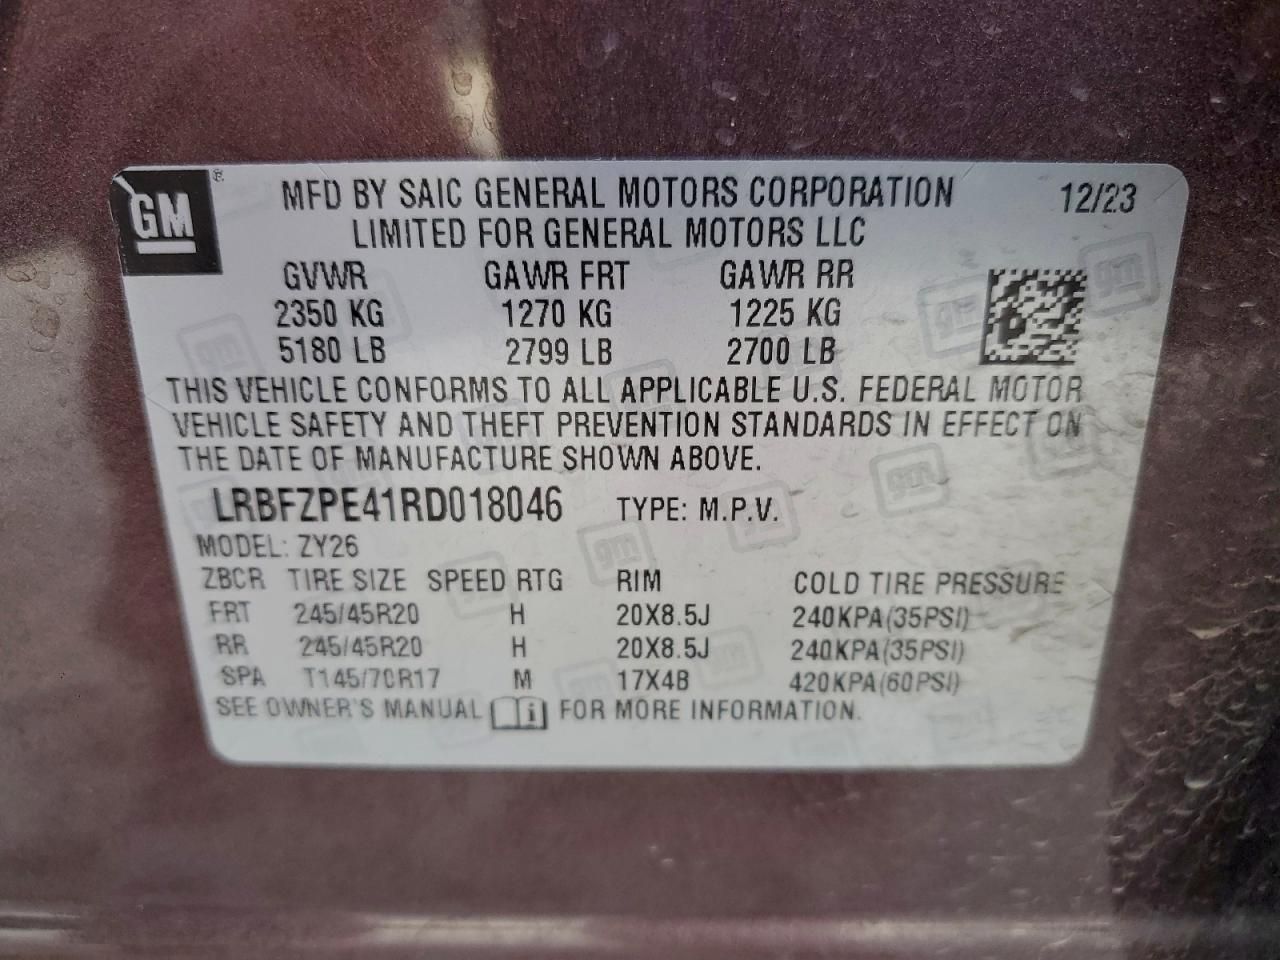 GM®
MFD BY SAIC GENERAL MOTORS CORPORATION 12/23
LIMITED FOR GENERAL MOTORS LLC
GVWR GAWR FRT GAWR RR
2350 KG 1270 KG 1225 KG
5180 LB 2799 LB 2700 LB
THIS VEHICLE CONFORMS TO ALL APPLICABLE U.S. FEDERAL MOTOR
VEHICLE SAFETY AND THEFT PREVENTION STANDARDS IN EFFECT ON
THE DATE OF MANUFACTURE SHOWN ABOVE.
LRBFZPE41RD018046 TYPE: M.P.V.
MODEL: ZY26
ZBCR TIRE SIZE SPEED RTG RIM COLD TIRE PRESSURE
FRT 245/45R20 H 20X8.5J 240KPA(35PSI)
RR 245/45R20 H 20X8.5J 240KPA(35PSI)
SPA T145/70R17 M 17X4B 420KPA(60PSI)
SEE OWNER'S MANUAL i FOR MORE INFORMATION.